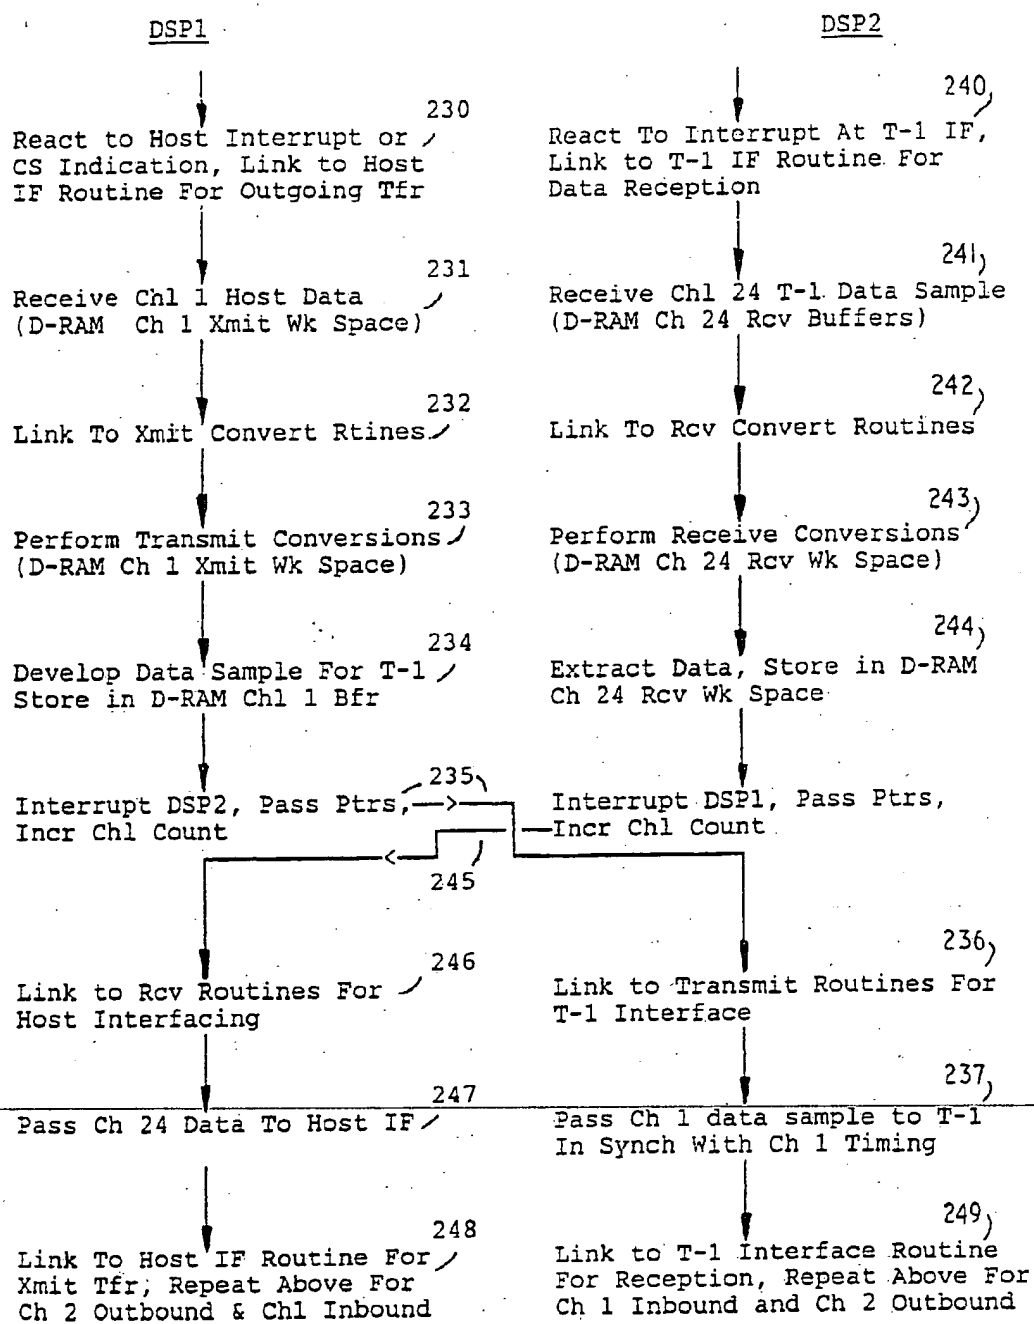 DSP1
230
React to Host Interrupt or
CS Indication, Link to Host
IF Routine For Outgoing Tfr
231
Receive Chl 1 Host Data
(D-RAM Ch 1 Xmit Wk Space)
232
Link To Xmit Convert Rtines
233
Perform Transmit Conversions
(D-RAM Ch 1 Xmit Wk Space)
234
Develop Data Sample For T-1
Store in D-RAM Chl 1 Bfr
235
Interrupt DSP2, Pass Ptrs,
Incr Chl Count
245
246
Link to Rcv Routines For
Host Interfacing
247
Pass Ch 24 Data To Host IF
248
Link To Host IF Routine For
Xmit Tfr, Repeat Above For
Ch 2 Outbound & Chl Inbound
DSP2
240
React To Interrupt At T-1 IF,
Link to T-1 IF Routine For
Data Reception
241
Receive Chl 24 T-1 Data Sample
(D-RAM Ch 24 Rcv Buffers)
242
Link To Rcv Convert Routines
243
Perform Receive Conversions
(D-RAM Ch 24 Rcv Wk Space)
244
Extract Data, Store in D-RAM
Ch 24 Rcv Wk Space
Interrupt DSP1, Pass Ptrs,
Incr Chl Count
236
Link to Transmit Routines For
T-1 Interface
237
Pass Ch 1 data sample to T-1
In Synch With Ch 1 Timing
249
Link to T-1 Interface Routine
For Reception, Repeat Above For
Ch 1 Inbound and Ch 2 Outbound